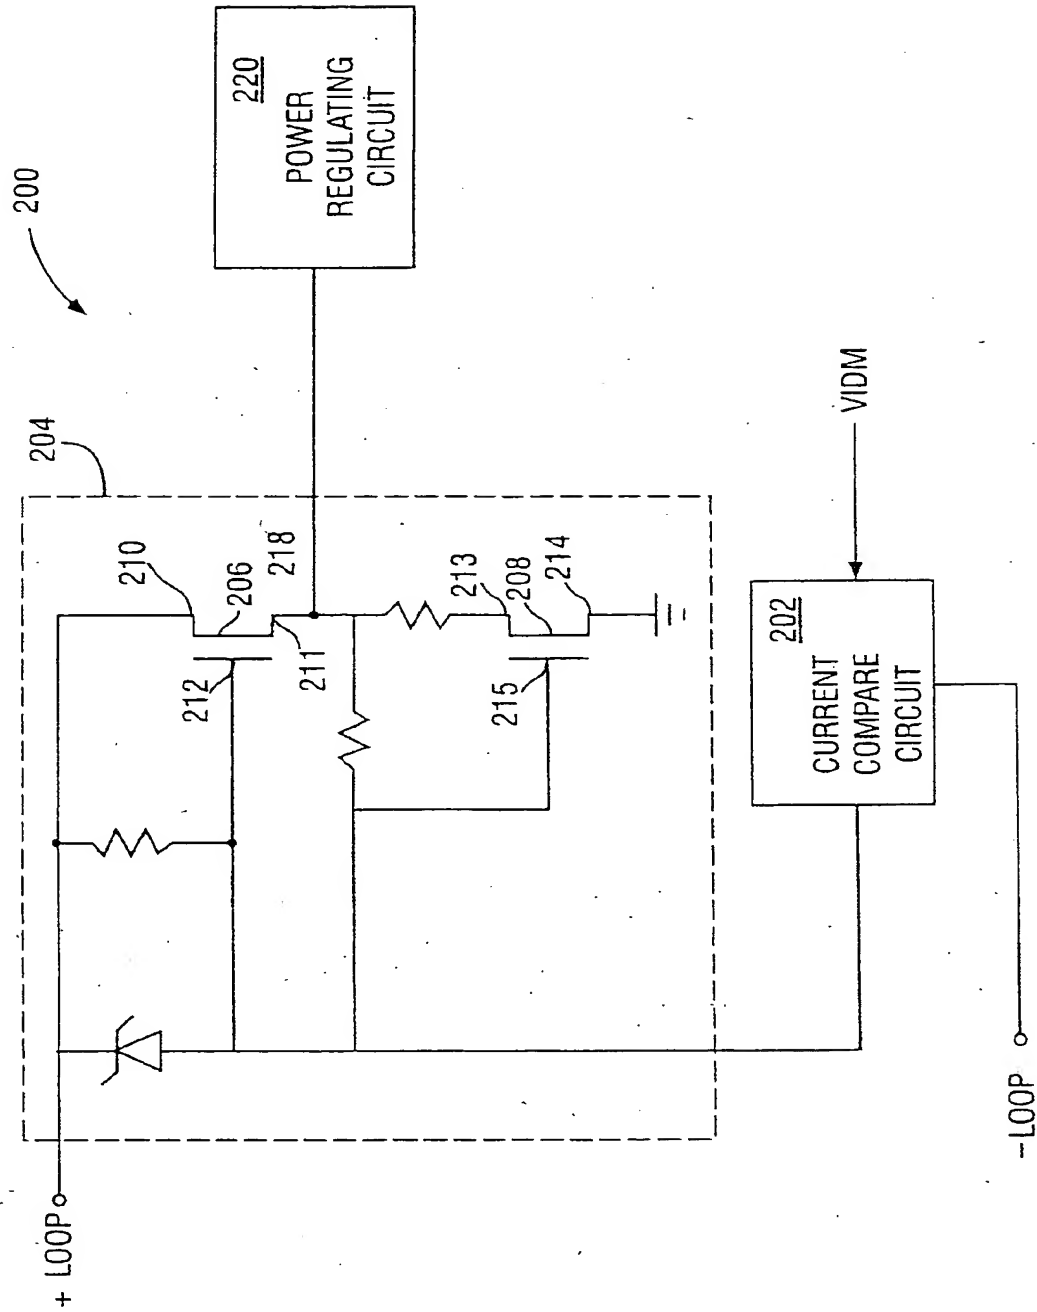 200
204
220
POWER
REGULATING
CIRCUIT
210
206
218
212
211
213
208
214
215
+ LOOP
VIDM
202
CURRENT
COMPARE
CIRCUIT
-LOOP